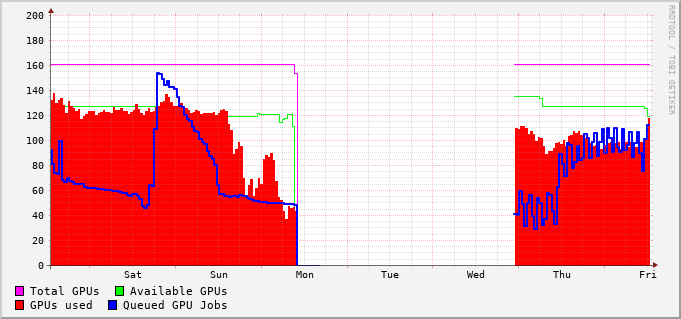 200
180
160
140
120
100
80
60
40
20
0
Sat Sun Mon Tue Wed Thu Fri
Total GPUs Available GPUs
GPUs used Queued GPU Jobs
RRDTOOL / TOBI OETIKER